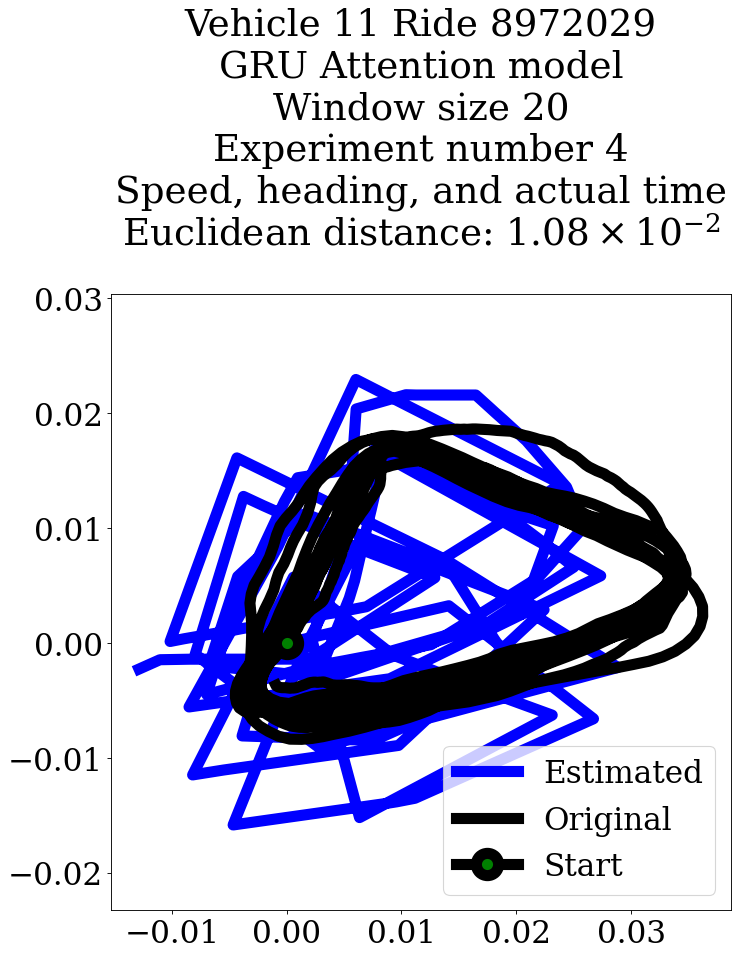 Vehicle 11 Ride 8972029
GRU Attention model
Window size 20
Experiment number 4
Speed, heading, and actual time
Euclidean distance: 1.08 × 10⁻²
0.03
0.02
0.01
0.00
−0.01
−0.02
Estimated
Original
Start
−0.01 0.00 0.01 0.02 0.03